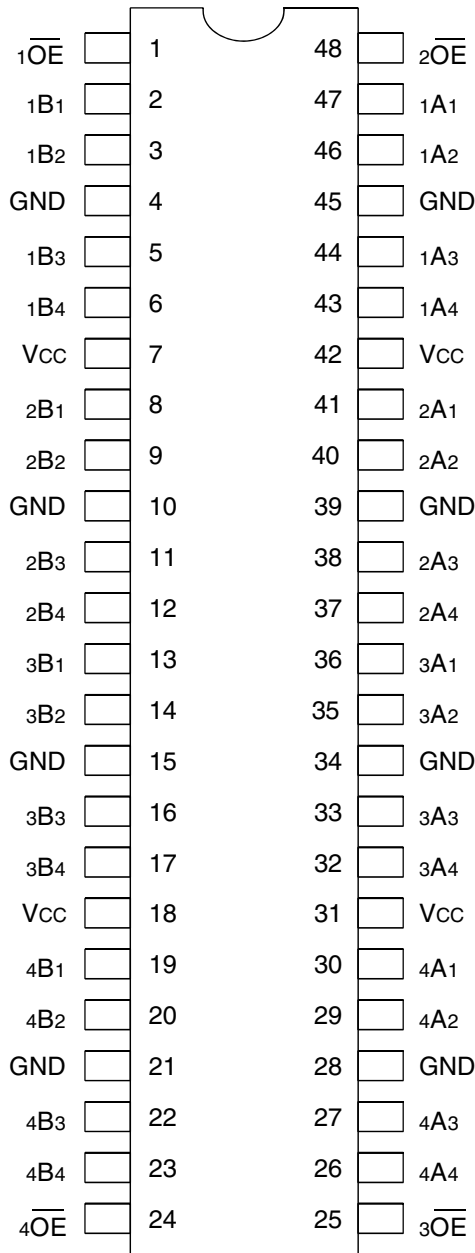 1O̅E̅ 1 48 2O̅E̅
1B1 2 47 1A1
1B2 3 46 1A2
GND 4 45 GND
1B3 5 44 1A3
1B4 6 43 1A4
VCC 7 42 VCC
2B1 8 41 2A1
2B2 9 40 2A2
GND 10 39 GND
2B3 11 38 2A3
2B4 12 37 2A4
3B1 13 36 3A1
3B2 14 35 3A2
GND 15 34 GND
3B3 16 33 3A3
3B4 17 32 3A4
VCC 18 31 VCC
4B1 19 30 4A1
4B2 20 29 4A2
GND 21 28 GND
4B3 22 27 4A3
4B4 23 26 4A4
4O̅E̅ 24 25 3O̅E̅